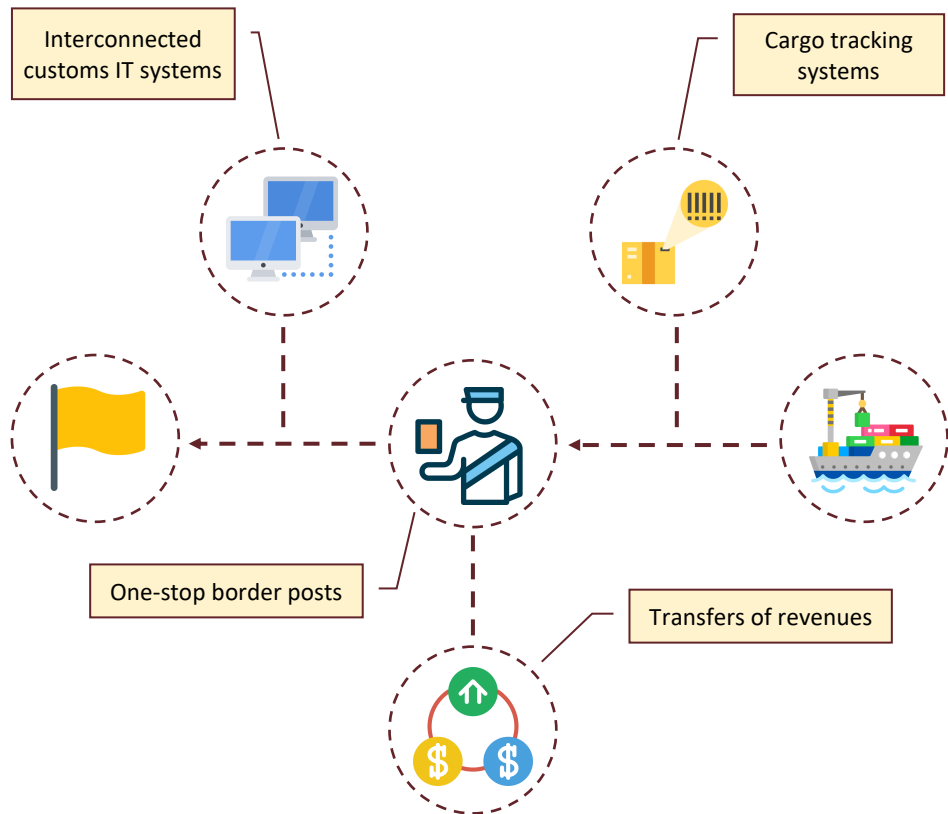 Interconnected
customs IT systems
Cargo tracking
systems
One-stop border posts
Transfers of revenues